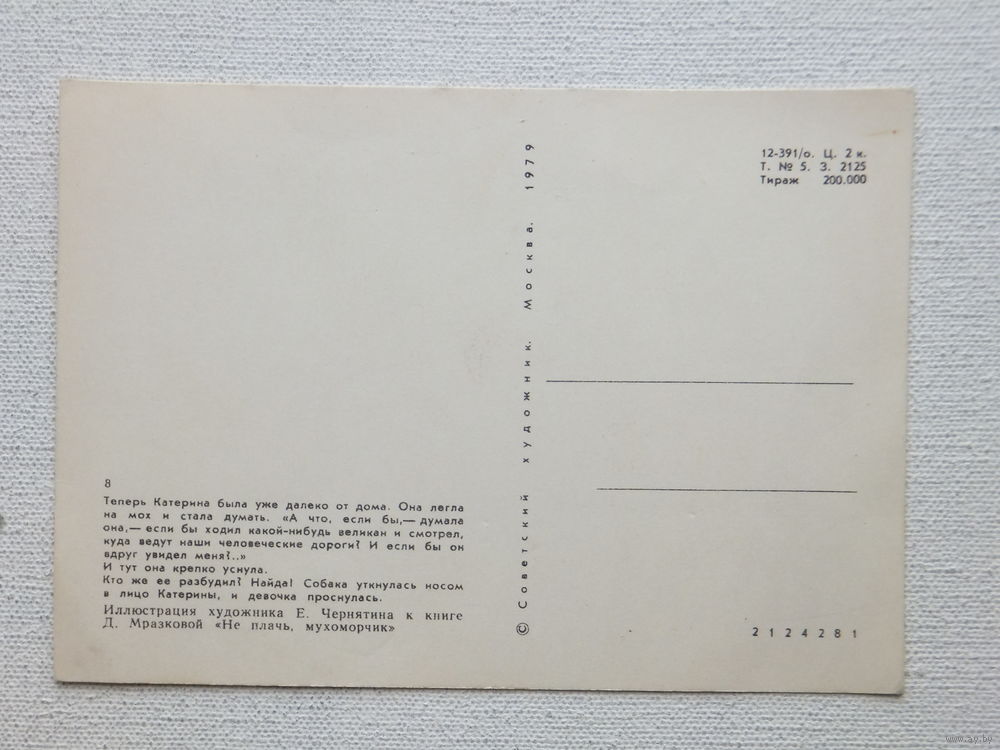 8
Теперь Катерина была уже далеко от дома. Она легла
на мох и стала думать. «А что, если бы,— думала
она,— если бы ходил какой-нибудь великан и смотрел,
куда ведут наши человеческие дороги? И если бы он
вдруг увидел меня?..»
И тут она крепко уснула.
Кто же ее разбудил? Найда! Собака уткнулась носом
в лицо Катерины, и девочка проснулась.
Иллюстрация художника Е. Чернятина к книге
Д. Мразковой «Не плачь, мухоморчик»
© Советский художник. Москва. 1979
12-391/о. Ц. 2 к.
Т. № 5. З. 2125
Тираж 200.000
2124281
www.ay.by